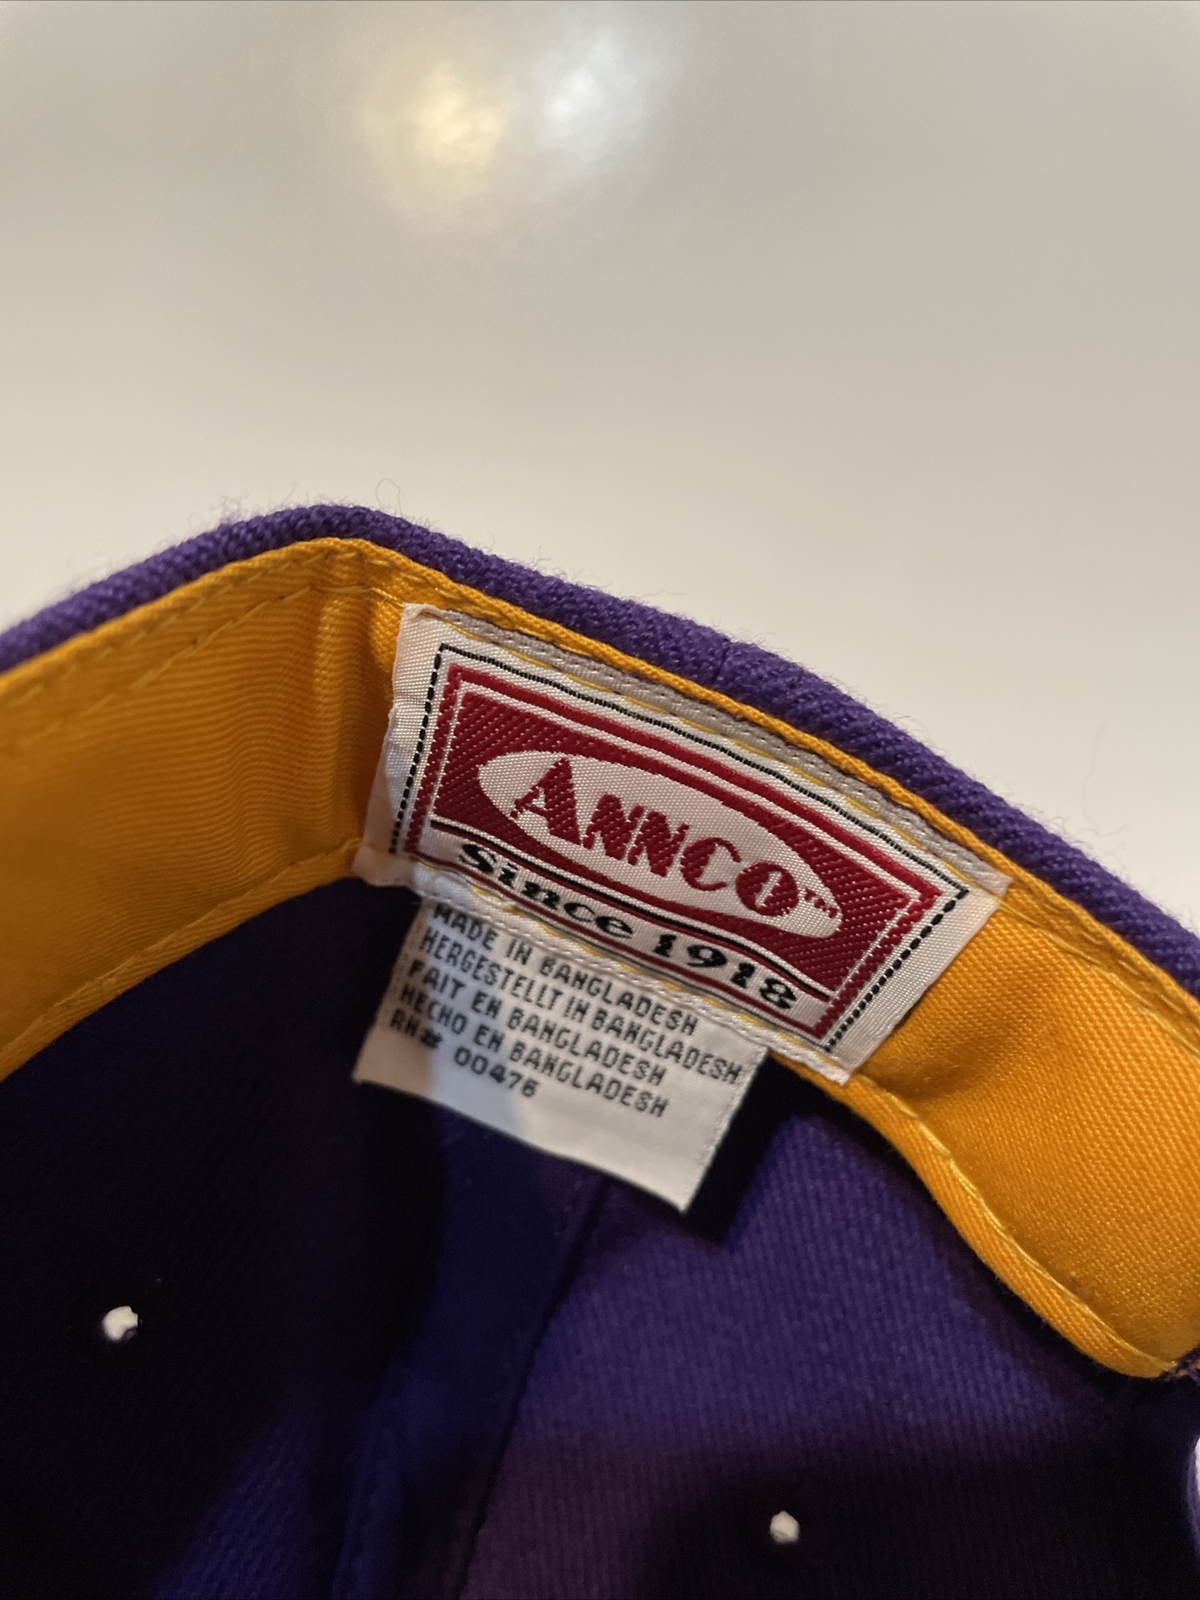 ANNCO™
Since 1918
MADE IN BANGLADESH
HERGESTELLT IN BANGLADESH
FAIT EN BANGLADESH
HECHO EN BANGLADESH
RN# 00476